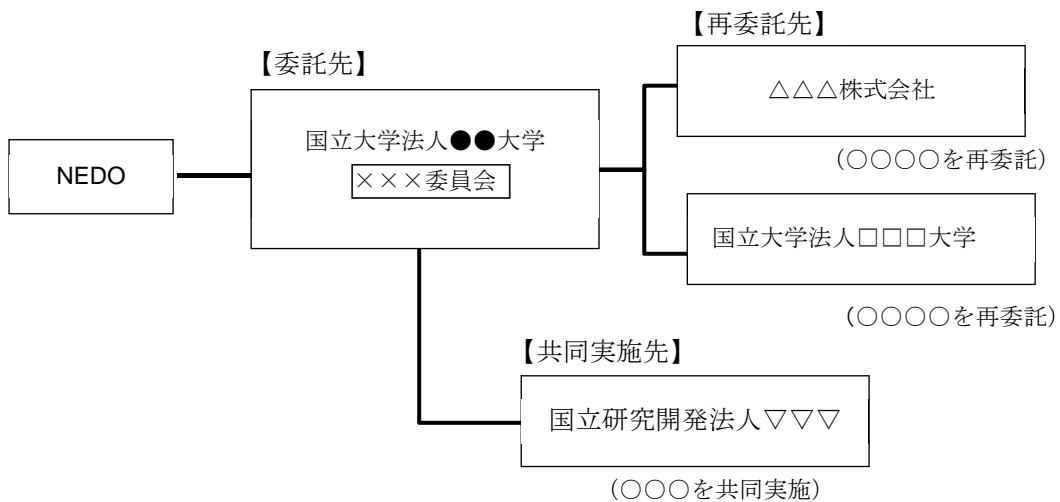 【再委託先】
【委託先】
△△△株式会社
国立大学法人●●大学
(○○○○を再委託)
NEDO
×××委員会
国立大学法人□□□大学
(○○○○を再委託)
【共同実施先】
国立研究開発法人▽▽▽
(○○○を共同実施)